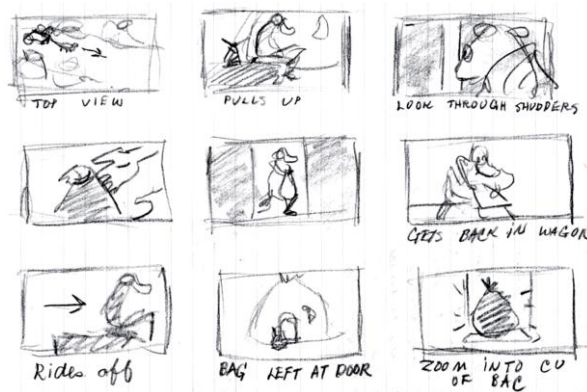 TOP VIEW
PULLS UP
LOOK THROUGH SHUDDERS
GETS BACK IN WAGON
Rides off
BAG LEFT AT DOOR
ZOOM INTO CU
OF BAG